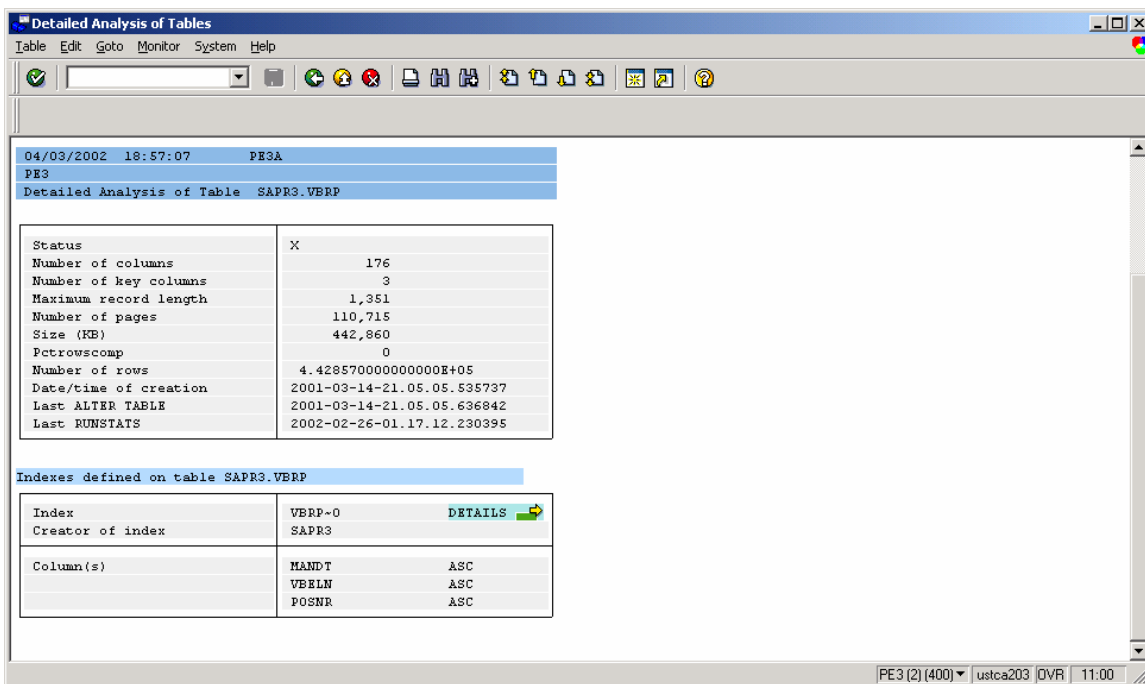 Detailed Analysis of Tables
Table Edit Goto Monitor System Help
04/03/2002 18:57:07 PE3A
PE3
Detailed Analysis of Table SAPR3.VBRP
Status X
Number of columns 176
Number of key columns 3
Maximum record length 1,351
Number of pages 110,715
Size (KB) 442,860
Pctrowscomp 0
Number of rows 4.428570000000000E+05
Date/time of creation 2001-03-14-21.05.05.535737
Last ALTER TABLE 2001-03-14-21.05.05.636842
Last RUNSTATS 2002-02-26-01.17.12.230395
Indexes defined on table SAPR3.VBRP
Index VBRP~0 DETAILS
Creator of index SAPR3
Column(s) MANDT ASC
VBELN ASC
POSNR ASC
PE3 (2) (400) ustca203 OVR 11:00